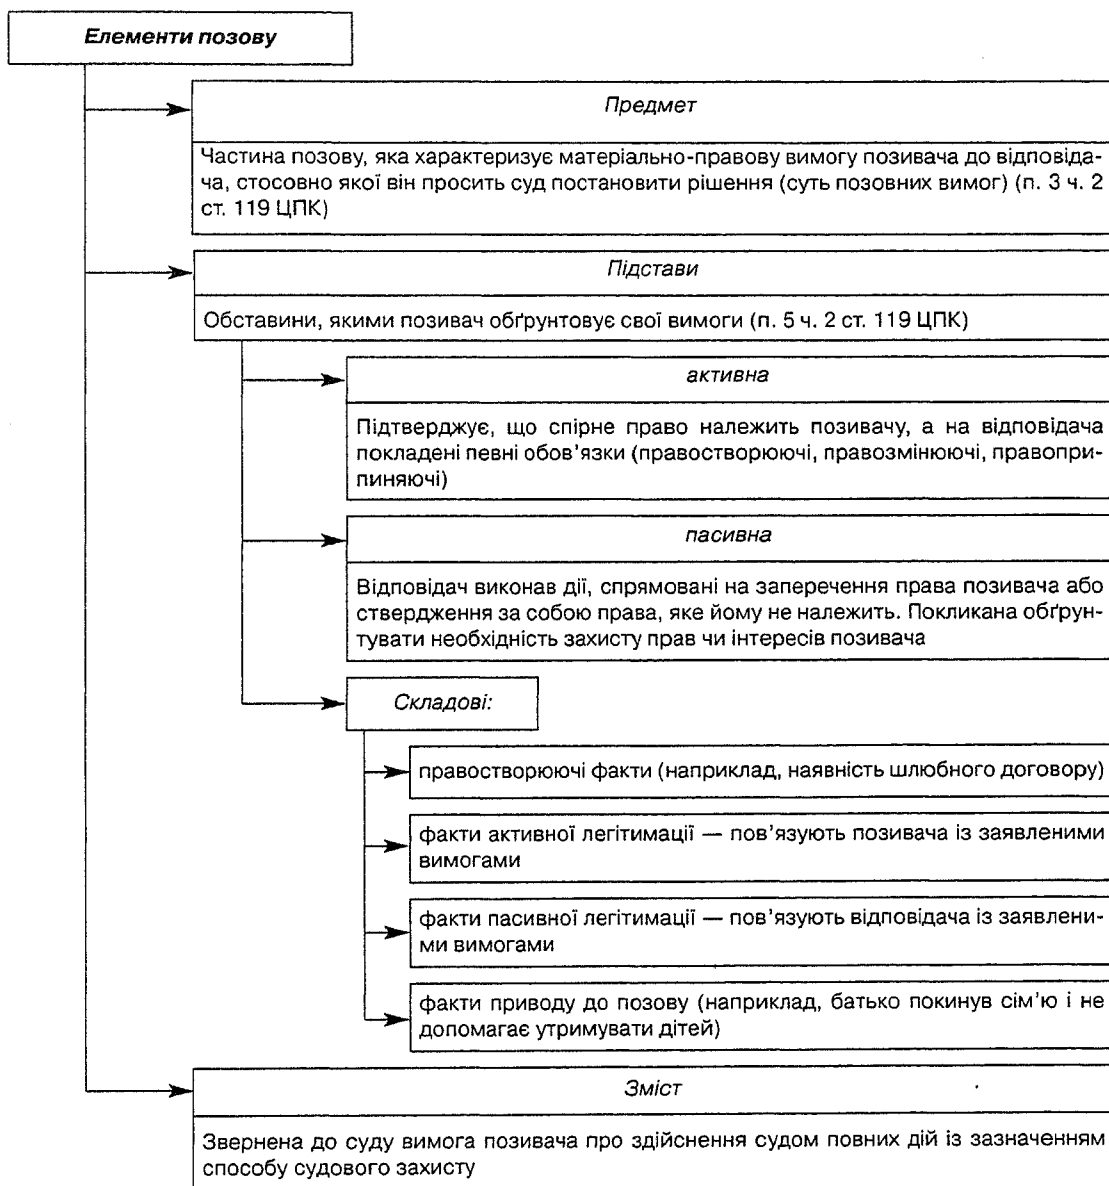 Елементи позову
Предмет
Частина позову, яка характеризує матеріально-правову вимогу позивача до відповіда-
ча, стосовно якої він просить суд постановити рішення (суть позовних вимог) (п. 3 ч. 2
ст. 119 ЦПК)
Підстави
Обставини, якими позивач обґрунтовує свої вимоги (п. 5 ч. 2 ст. 119 ЦПК)
активна
Підтверджує, що спірне право належить позивачу, а на відповідача
покладені певні обов’язки (правостворюючі, правозмінюючі, правопри-
пиняючі)
пасивна
Відповідач виконав дії, спрямовані на заперечення права позивача або
ствердження за собою права, яке йому не належить. Покликана обґрун-
тувати необхідність захисту прав чи інтересів позивача
Складові:
правостворюючі факти (наприклад, наявність шлюбного договору)
факти активної легітимації — пов’язують позивача із заявленими
вимогами
факти пасивної легітимації — пов’язують відповідача із заявлени-
ми вимогами
факти приводу до позову (наприклад, батько покинув сім’ю і не
допомагає утримувати дітей)
Зміст
Звернена до суду вимога позивача про здійснення судом повних дій із зазначенням
способу судового захисту